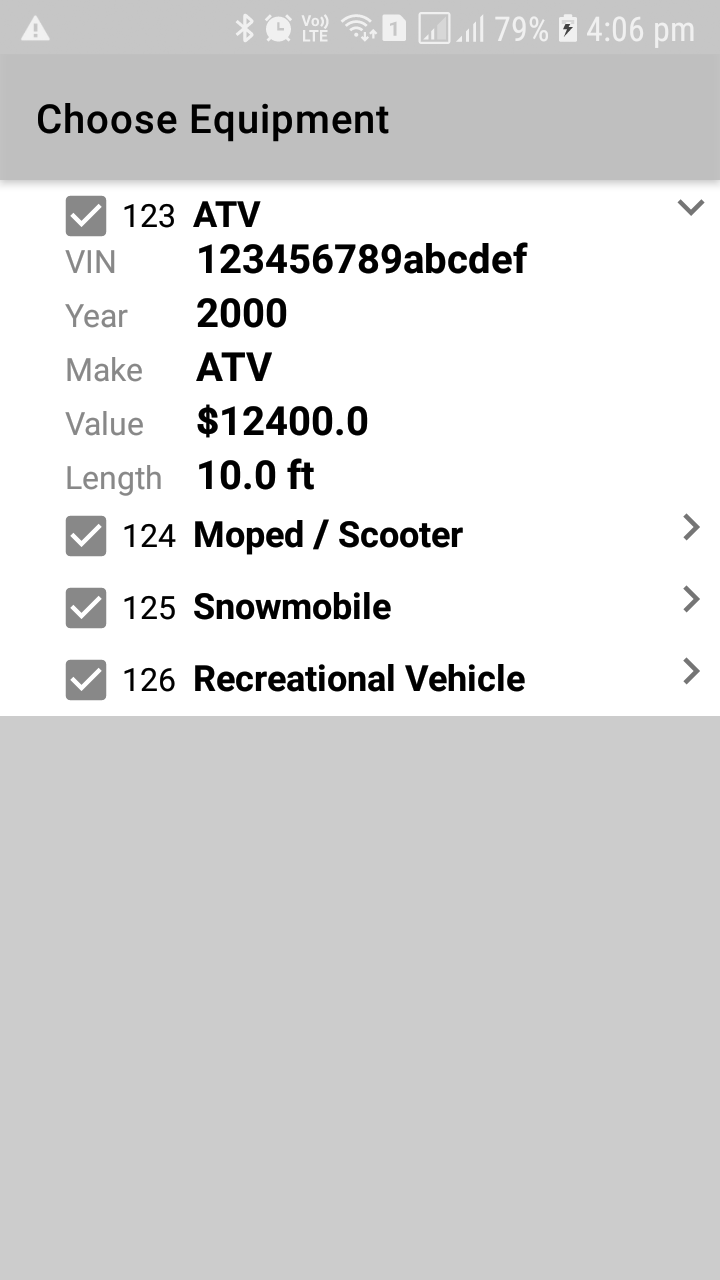 Vo)) LTE 1 79% 4:06 pm
Choose Equipment
123 ATV
VIN 123456789abcdef
Year 2000
Make ATV
Value $12400.0
Length 10.0 ft
124 Moped / Scooter
125 Snowmobile
126 Recreational Vehicle